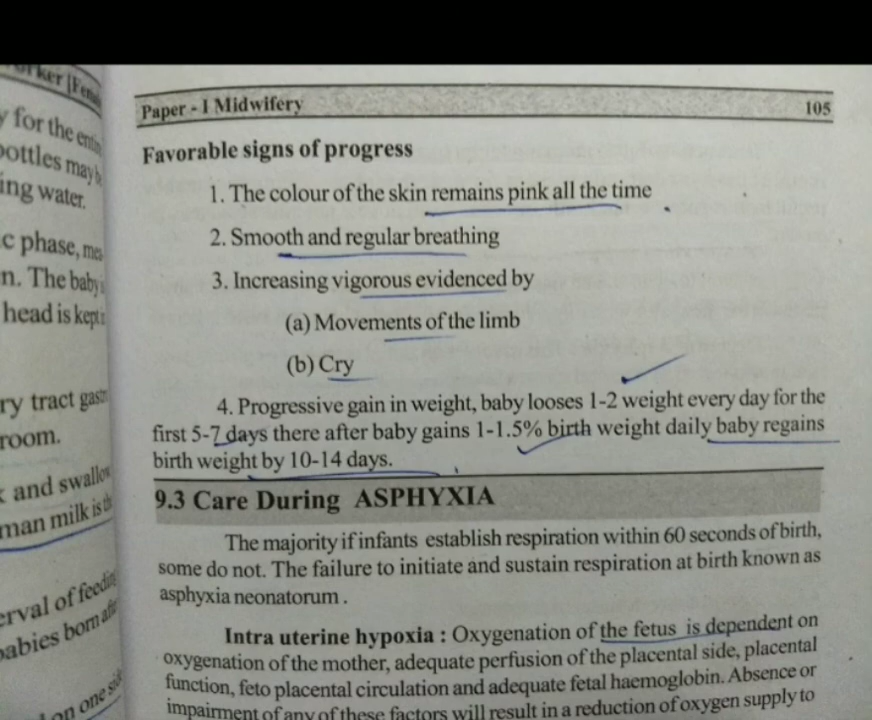 Paper - I Midwifery 105
Favorable signs of progress
1. The colour of the skin remains pink all the time
2. Smooth and regular breathing
3. Increasing vigorous evidenced by
(a) Movements of the limb
(b) Cry
4. Progressive gain in weight, baby looses 1-2 weight every day for the
first 5-7 days there after baby gains 1-1.5% birth weight daily baby regains
birth weight by 10-14 days.
9.3 Care During ASPHYXIA
The majority if infants establish respiration within 60 seconds of birth,
some do not. The failure to initiate and sustain respiration at birth known as
asphyxia neonatorum .
Intra uterine hypoxia : Oxygenation of the fetus is dependent on
oxygenation of the mother, adequate perfusion of the placental side, placental
function, feto placental circulation and adequate fetal haemoglobin. Absence or
impairment of any of these factors will result in a reduction of oxygen supply to
for the
bottles may
ing water.
c phase,
n. The baby
head is kept
ry tract
room.
and swallow
man milk is
erval of feeding
babies born
on one